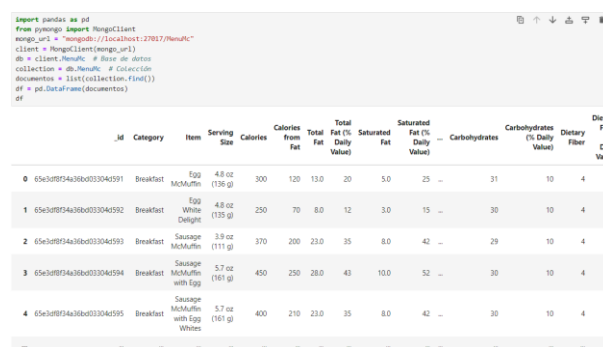 import pandas as pd
from pymongo import MongoClient
mongo_url = "mongodb://localhost:27017/MenuMc"
client = MongoClient(mongo_url)
db = client.MenuMc # Base de datos
collection = db.MenuMc # Colección
documentos = list(collection.find())
df = pd.DataFrame(documentos)
df
_id Category Item Serving Size Calories Calories from Fat Total Fat Total Fat (% Daily Value) Saturated Fat Saturated Fat (% Daily Value) ... Carbohydrates Carbohydrates (% Daily Value) Dietary Fiber
0 65e3df8f34a36bd03304d591 Breakfast Egg McMuffin 4.8 oz (136 g) 300 120 13.0 20 5.0 25 ... 31 10 4
1 65e3df8f34a36bd03304d592 Breakfast Egg White Delight 4.8 oz (135 g) 250 70 8.0 12 3.0 15 ... 30 10 4
2 65e3df8f34a36bd03304d593 Breakfast Sausage McMuffin 3.9 oz (111 g) 370 200 23.0 35 8.0 42 ... 29 10 4
3 65e3df8f34a36bd03304d594 Breakfast Sausage McMuffin with Egg 5.7 oz (161 g) 450 250 28.0 43 10.0 52 ... 30 10 4
4 65e3df8f34a36bd03304d595 Breakfast Sausage McMuffin with Egg Whites 5.7 oz (161 g) 400 210 23.0 35 8.0 42 ... 30 10 4